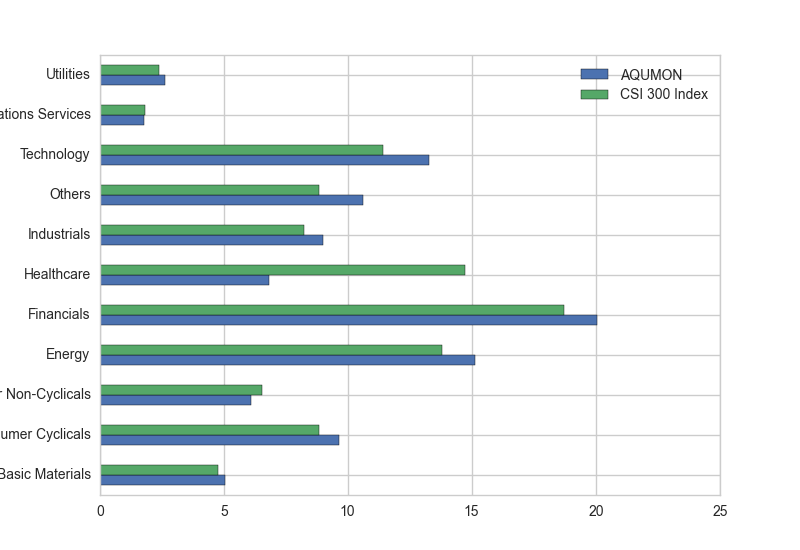 AQUMON
CSI 300 Index
Utilities
ations Services
Technology
Others
Industrials
Healthcare
Financials
Energy
r Non-Cyclicals
umer Cyclicals
Basic Materials
0 5 10 15 20 25